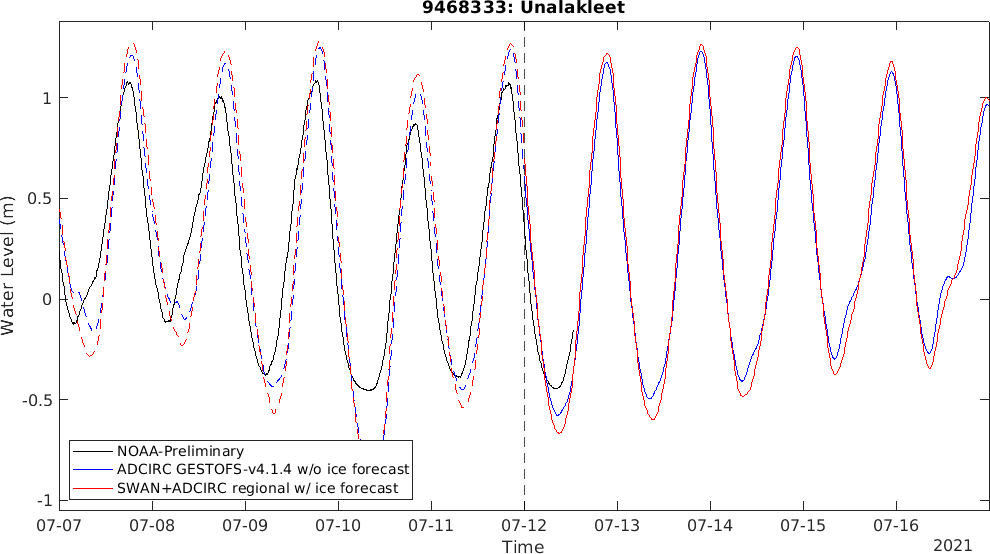 9468333: Unalakleet
1
0.5
0
-0.5
-1
Water Level (m)
NOAA-Preliminary
ADCIRC GESTOFS-v4.1.4 w/o ice forecast
SWAN+ADCIRC regional w/ ice forecast
07-07 07-08 07-09 07-10 07-11 07-12 07-13 07-14 07-15 07-16
Time
2021